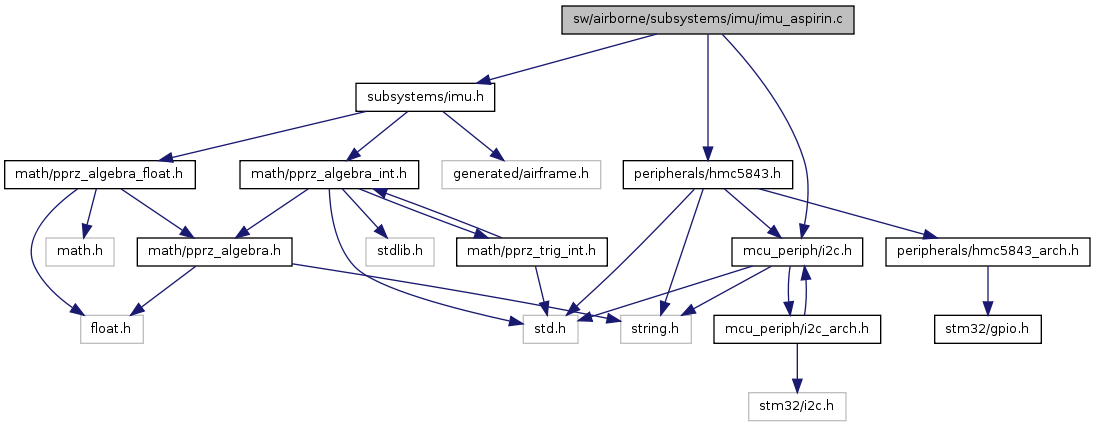 sw/airborne/subsystems/imu/imu_aspirin.c
subsystems/imu.h
math/pprz_algebra_float.h
math/pprz_algebra_int.h
generated/airframe.h
peripherals/hmc5843.h
math.h
math/pprz_algebra.h
stdlib.h
math/pprz_trig_int.h
mcu_periph/i2c.h
peripherals/hmc5843_arch.h
float.h
std.h
string.h
mcu_periph/i2c_arch.h
stm32/gpio.h
stm32/i2c.h